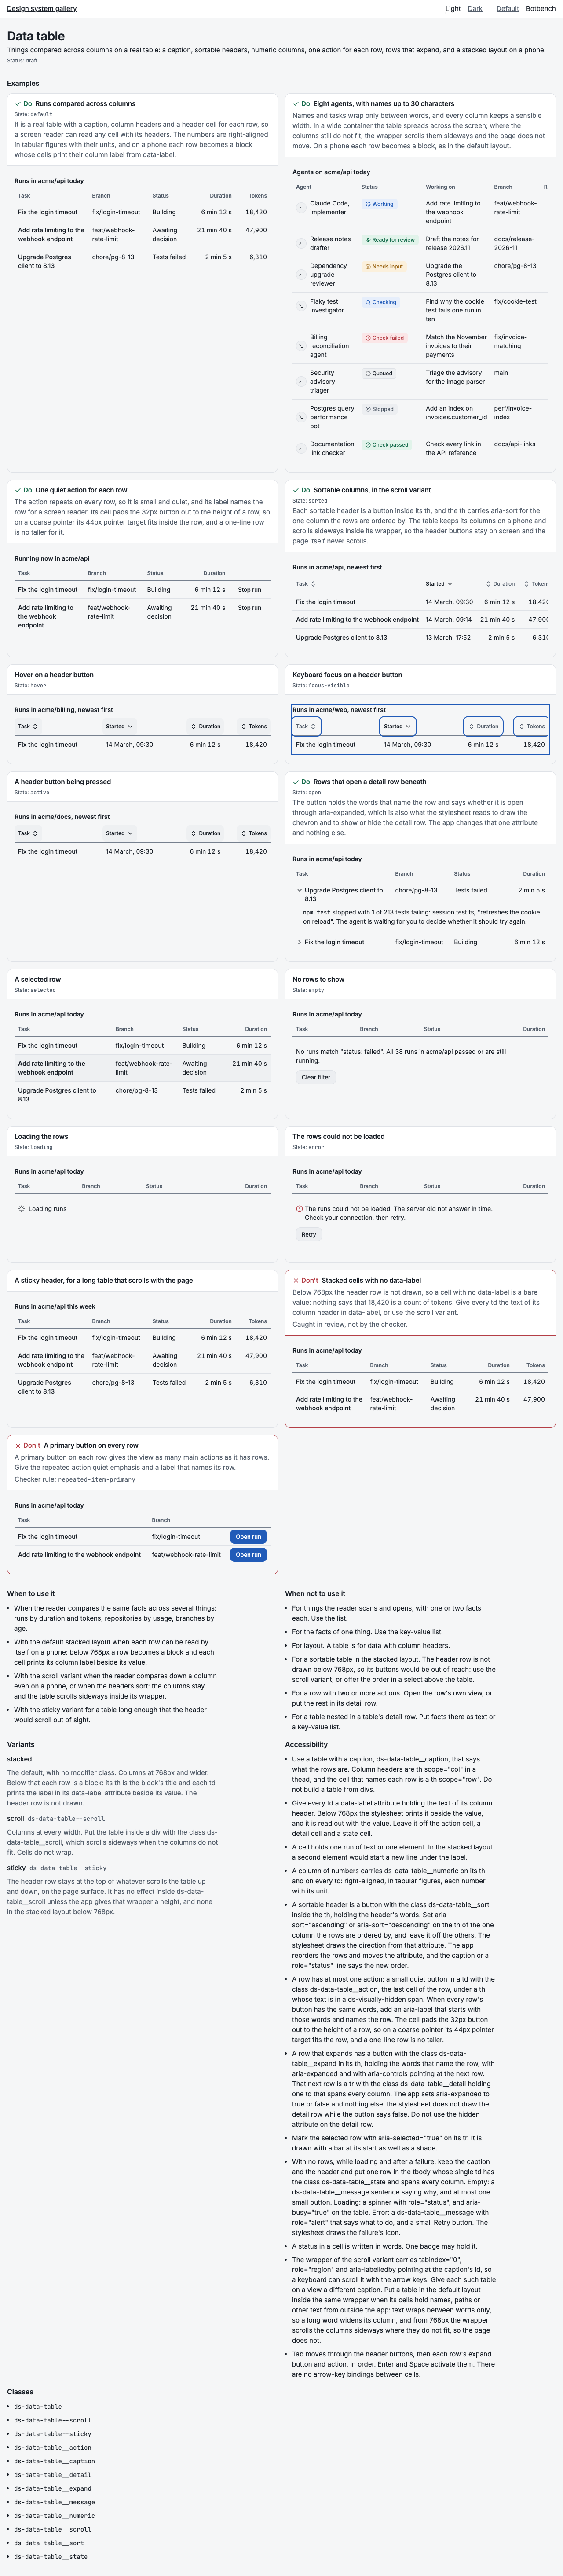 Design system gallery
Light Dark Default Botbench
Data table
Things compared across columns on a real table: a caption, sortable headers, numeric columns, one action for each row, rows that expand, and a stacked layout on a phone.
Status: draft
Examples
Do Runs compared across columns
State: default
It is a real table with a caption, column headers and a header cell for each row, so
a screen reader can read any cell with its headers. The numbers are right-aligned
in tabular figures with their units, and on a phone each row becomes a block
whose cells print their column label from data-label.
Runs in acme/api today
Task Branch Status Duration Tokens
Fix the login timeout fix/login-timeout Building 6 min 12 s 18,420
Add rate limiting to the feat/webhook- Awaiting 21 min 40 s 47,900
webhook endpoint rate-limit decision
Upgrade Postgres chore/pg-8-13 Tests failed 2 min 5 s 6,310
client to 8.13
Do Eight agents, with names up to 30 characters
Names and tasks wrap only between words, and every column keeps a sensible
width. In a wide container the table spreads across the screen; where the
columns still do not fit, the wrapper scrolls them sideways and the page does not
move. On a phone each row becomes a block, as in the default layout.
Agents on acme/api today
Agent Status Working on Branch
Claude Code, Working Add rate limiting to feat/webhook-
implementer the webhook rate-limit
endpoint
Release notes Ready for review Draft the notes for docs/release-
drafter release 2026.11 2026-11
Dependency Needs input Upgrade the chore/pg-8-13
upgrade Postgres client to
reviewer 8.13
Flaky test Checking Find why the cookie fix/cookie-test
investigator test fails one run in
ten
Billing Check failed Match the November fix/invoice-
reconciliation invoices to their matching
agent payments
Security Queued Triage the advisory main
advisory for the image parser
triager
Postgres query Stopped Add an index on perf/invoice-
performance invoices.customer_id index
bot
Documentation Check passed Check every link in docs/api-links
link checker the API reference
Do One quiet action for each row
The action repeats on every row, so it is small and quiet, and its label names the row
for a screen reader. Its cell pads the 32px button out to the height of a row, so
on a coarse pointer its 44px pointer target fits inside the row, and a one-line row
is no taller for it.
Running now in acme/api
Task Branch Status Duration
Fix the login timeout fix/login-timeout Building 6 min 12 s Stop run
Add rate limiting to feat/webhook- Awaiting 21 min 40 s Stop run
the webhook rate-limit decision
endpoint
Do Sortable columns, in the scroll variant
State: sorted
Each sortable header is a button inside its th, and the th carries aria-sort for the
one column the rows are ordered by. The table keeps its columns on a phone and
scrolls sideways inside its wrapper, so the header buttons stay on screen and the
page itself never scrolls.
Runs in acme/api, newest first
Task Started Duration Tokens
Fix the login timeout 14 March, 09:30 6 min 12 s 18,420
Add rate limiting to the webhook endpoint 14 March, 09:14 21 min 40 s 47,900
Upgrade Postgres client to 8.13 13 March, 17:52 2 min 5 s 6,310
Hover on a header button
State: hover
Runs in acme/billing, newest first
Task Started Duration Tokens
Fix the login timeout 14 March, 09:30 6 min 12 s 18,420
Keyboard focus on a header button
State: focus-visible
Runs in acme/web, newest first
Task Started Duration Tokens
Fix the login timeout 14 March, 09:30 6 min 12 s 18,420
A header button being pressed
State: active
Runs in acme/docs, newest first
Task Started Duration Tokens
Fix the login timeout 14 March, 09:30 6 min 12 s 18,420
Do Rows that open a detail row beneath
State: open
The button holds the words that name the row and says whether it is open
through aria-expanded, which is also what the stylesheet reads to draw the
chevron and to show or hide the detail row. The app changes that one attribute
and nothing else.
Runs in acme/api today
Task Branch Status Duration
Upgrade Postgres client to chore/pg-8-13 Tests failed 2 min 5 s
8.13
npm test stopped with 1 of 213 tests failing: session.test.ts, "refreshes the cookie
on reload". The agent is waiting for you to decide whether it should try again.
Fix the login timeout fix/login-timeout Building 6 min 12 s
A selected row
State: selected
Runs in acme/api today
Task Branch Status Duration
Fix the login timeout fix/login-timeout Building 6 min 12 s
Add rate limiting to the feat/webhook-rate- Awaiting 21 min 40 s
webhook endpoint limit decision
Upgrade Postgres client to chore/pg-8-13 Tests failed 2 min 5 s
8.13
No rows to show
State: empty
Runs in acme/api today
Task Branch Status Duration
No runs match "status: failed". All 38 runs in acme/api passed or are still
running.
Clear filter
Loading the rows
State: loading
Runs in acme/api today
Task Branch Status Duration
Loading runs
The rows could not be loaded
State: error
Runs in acme/api today
Task Branch Status Duration
The rows could not be loaded. The server did not answer in time.
Check your connection, then retry.
Retry
A sticky header, for a long table that scrolls with the page
Runs in acme/api this week
Task Branch Status Duration Tokens
Fix the login timeout fix/login-timeout Building 6 min 12 s 18,420
Add rate limiting to the feat/webhook- Awaiting 21 min 40 s 47,900
webhook endpoint rate-limit decision
Upgrade Postgres chore/pg-8-13 Tests failed 2 min 5 s 6,310
client to 8.13
Don't Stacked cells with no data-label
Below 768px the header row is not drawn, so a cell with no data-label is a bare
value: nothing says that 18,420 is a count of tokens. Give every td the text of its
column header in data-label, or use the scroll variant.
Caught in review, not by the checker.
Runs in acme/api today
Task Branch Status Duration Tokens
Fix the login timeout fix/login-timeout Building 6 min 12 s 18,420
Add rate limiting to the feat/webhook- Awaiting 21 min 40 s 47,900
webhook endpoint rate-limit decision
Don't A primary button on every row
A primary button on each row gives the view as many main actions as it has rows.
Give the repeated action quiet emphasis and a label that names its row.
Checker rule: repeated-item-primary
Runs in acme/api today
Task Branch
Fix the login timeout fix/login-timeout Open run
Add rate limiting to the webhook endpoint feat/webhook-rate-limit Open run
When to use it
When the reader compares the same facts across several things:
runs by duration and tokens, repositories by usage, branches by
age.
With the default stacked layout when each row can be read by
itself on a phone: below 768px a row becomes a block and each
cell prints its column label beside its value.
With the scroll variant when the reader compares down a column
even on a phone, or when the headers sort: the columns stay
and the table scrolls sideways inside its wrapper.
With the sticky variant for a table long enough that the header
would scroll out of sight.
When not to use it
For things the reader scans and opens, with one or two facts
each. Use the list.
For the facts of one thing. Use the key-value list.
For layout. A table is for data with column headers.
For a sortable table in the stacked layout. The header row is not
drawn below 768px, so its buttons would be out of reach: use the
scroll variant, or offer the order in a select above the table.
For a row with two or more actions. Open the row's own view, or
put the rest in its detail row.
For a table nested in a table's detail row. Put facts there as text or
a key-value list.
Variants
stacked
The default, with no modifier class. Columns at 768px and wider.
Below that each row is a block: its th is the block's title and each td
prints the label in its data-label attribute beside its value. The
header row is not drawn.
scroll ds-data-table--scroll
Columns at every width. Put the table inside a div with the class ds-
data-table__scroll, which scrolls sideways when the columns do not
fit. Cells do not wrap.
sticky ds-data-table--sticky
The header row stays at the top of whatever scrolls the table up
and down, on the page surface. It has no effect inside ds-data-
table__scroll unless the app gives that wrapper a height, and none
in the stacked layout below 768px.
Accessibility
Use a table with a caption, ds-data-table__caption, that says
what the rows are. Column headers are th scope="col" in a
thead, and the cell that names each row is a th scope="row". Do
not build a table from divs.
Give every td a data-label attribute holding the text of its column
header. Below 768px the stylesheet prints it beside the value,
and it is read out with the value. Leave it off the action cell, a
detail cell and a state cell.
A cell holds one run of text or one element. In the stacked layout
a second element would start a new line under the label.
A column of numbers carries ds-data-table__numeric on its th
and on every td: right-aligned, in tabular figures, each number
with its unit.
A sortable header is a button with the class ds-data-table__sort
inside the th, holding the header's words. Set aria-
sort="ascending" or aria-sort="descending" on the th of the one
column the rows are ordered by, and leave it off the others. The
stylesheet draws the direction from that attribute. The app
reorders the rows and moves the attribute, and the caption or a
role="status" line says the new order.
A row has at most one action: a small quiet button in a td with the
class ds-data-table__action, the last cell of the row, under a th
whose text is in a ds-visually-hidden span. When every row's
button has the same words, add an aria-label that starts with
those words and names the row. The cell pads the 32px button
out to the height of a row, so on a coarse pointer its 44px pointer
target fits the row, and a one-line row is no taller.
A row that expands has a button with the class ds-data-
table__expand in its th, holding the words that name the row, with
aria-expanded and with aria-controls pointing at the next row.
That next row is a tr with the class ds-data-table__detail holding
one td that spans every column. The app sets aria-expanded to
true or false and nothing else: the stylesheet does not draw the
detail row while the button says false. Do not use the hidden
attribute on the detail row.
Mark the selected row with aria-selected="true" on its tr. It is
drawn with a bar at its start as well as a shade.
With no rows, while loading and after a failure, keep the caption
and the header and put one row in the tbody whose single td has
the class ds-data-table__state and spans every column. Empty: a
ds-data-table__message sentence saying why, and at most one
small button. Loading: a spinner with role="status", and aria-
busy="true" on the table. Error: a ds-data-table__message with
role="alert" that says what to do, and a small Retry button. The
stylesheet draws the failure's icon.
A status in a cell is written in words. One badge may hold it.
The wrapper of the scroll variant carries tabindex="0",
role="region" and aria-labelledby pointing at the caption's id, so
a keyboard can scroll it with the arrow keys. Give each such table
on a view a different caption. Put a table in the default layout
inside the same wrapper when its cells hold names, paths or
other text from outside the app: text wraps between words only,
so a long word widens its column, and from 768px the wrapper
scrolls the columns sideways where they do not fit, so the page
does not.
Tab moves through the header buttons, then each row's expand
button and action, in order. Enter and Space activate them. There
are no arrow-key bindings between cells.
Classes
ds-data-table
ds-data-table--scroll
ds-data-table--sticky
ds-data-table__action
ds-data-table__caption
ds-data-table__detail
ds-data-table__expand
ds-data-table__message
ds-data-table__numeric
ds-data-table__scroll
ds-data-table__sort
ds-data-table__state